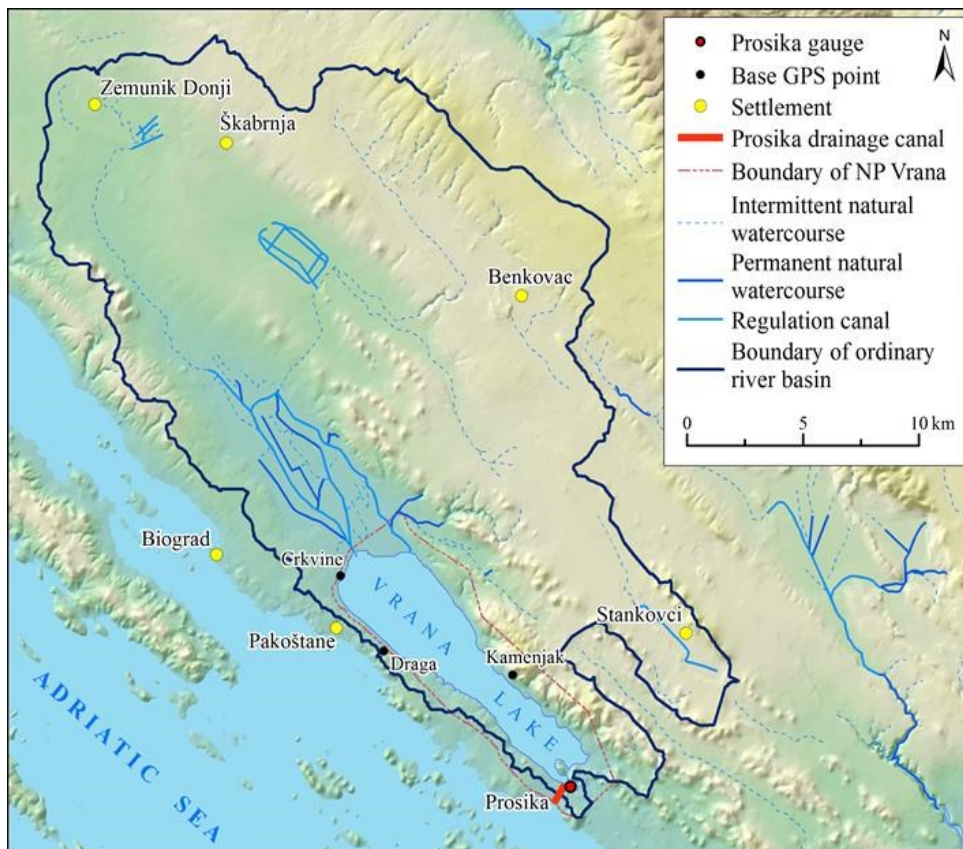 Zemunik Donji
Škabrnja
Benkovac
Biograd
Crkvine
Pakoštane
Draga
Kamenjak
Stankovci
Prosika
VRANA
LAKE
ADRIATIC
SEA
N
Prosika gauge
Base GPS point
Settlement
Prosika drainage canal
Boundary of NP Vrana
Intermittent natural
watercourse
Permanent natural
watercourse
Regulation canal
Boundary of ordinary
river basin
0 5 10 km